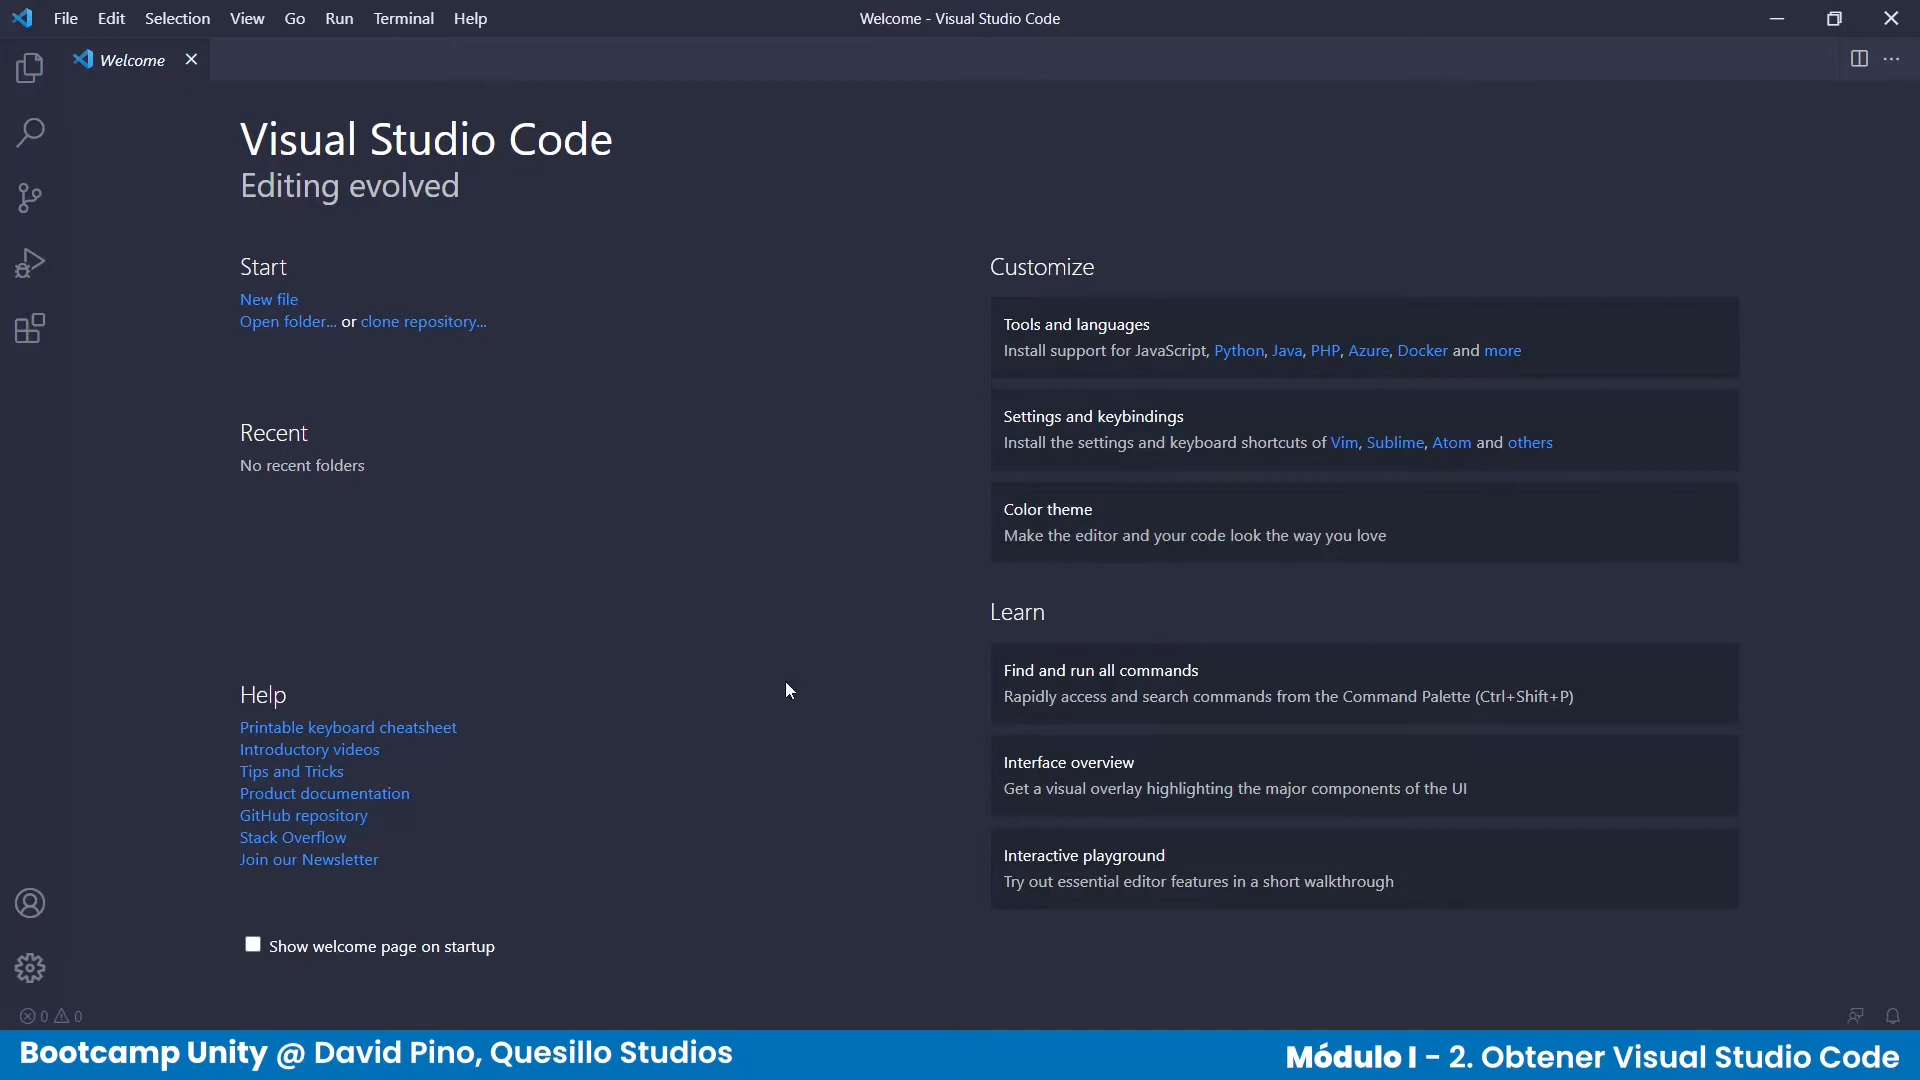 File Edit Selection View Go Run Terminal Help
Welcome - Visual Studio Code
Welcome
Visual Studio Code
Editing evolved
Start
New file
Open folder... or clone repository...
Recent
No recent folders
Help
Printable keyboard cheatsheet
Introductory videos
Tips and Tricks
Product documentation
GitHub repository
Stack Overflow
Join our Newsletter
Show welcome page on startup
Customize
Tools and languages
Install support for JavaScript, Python, Java, PHP, Azure, Docker and more
Settings and keybindings
Install the settings and keyboard shortcuts of Vim, Sublime, Atom and others
Color theme
Make the editor and your code look the way you love
Learn
Find and run all commands
Rapidly access and search commands from the Command Palette (Ctrl+Shift+P)
Interface overview
Get a visual overlay highlighting the major components of the UI
Interactive playground
Try out essential editor features in a short walkthrough
0 0
Bootcamp Unity @ David Pino, Quesillo Studios
Módulo I - 2. Obtener Visual Studio Code